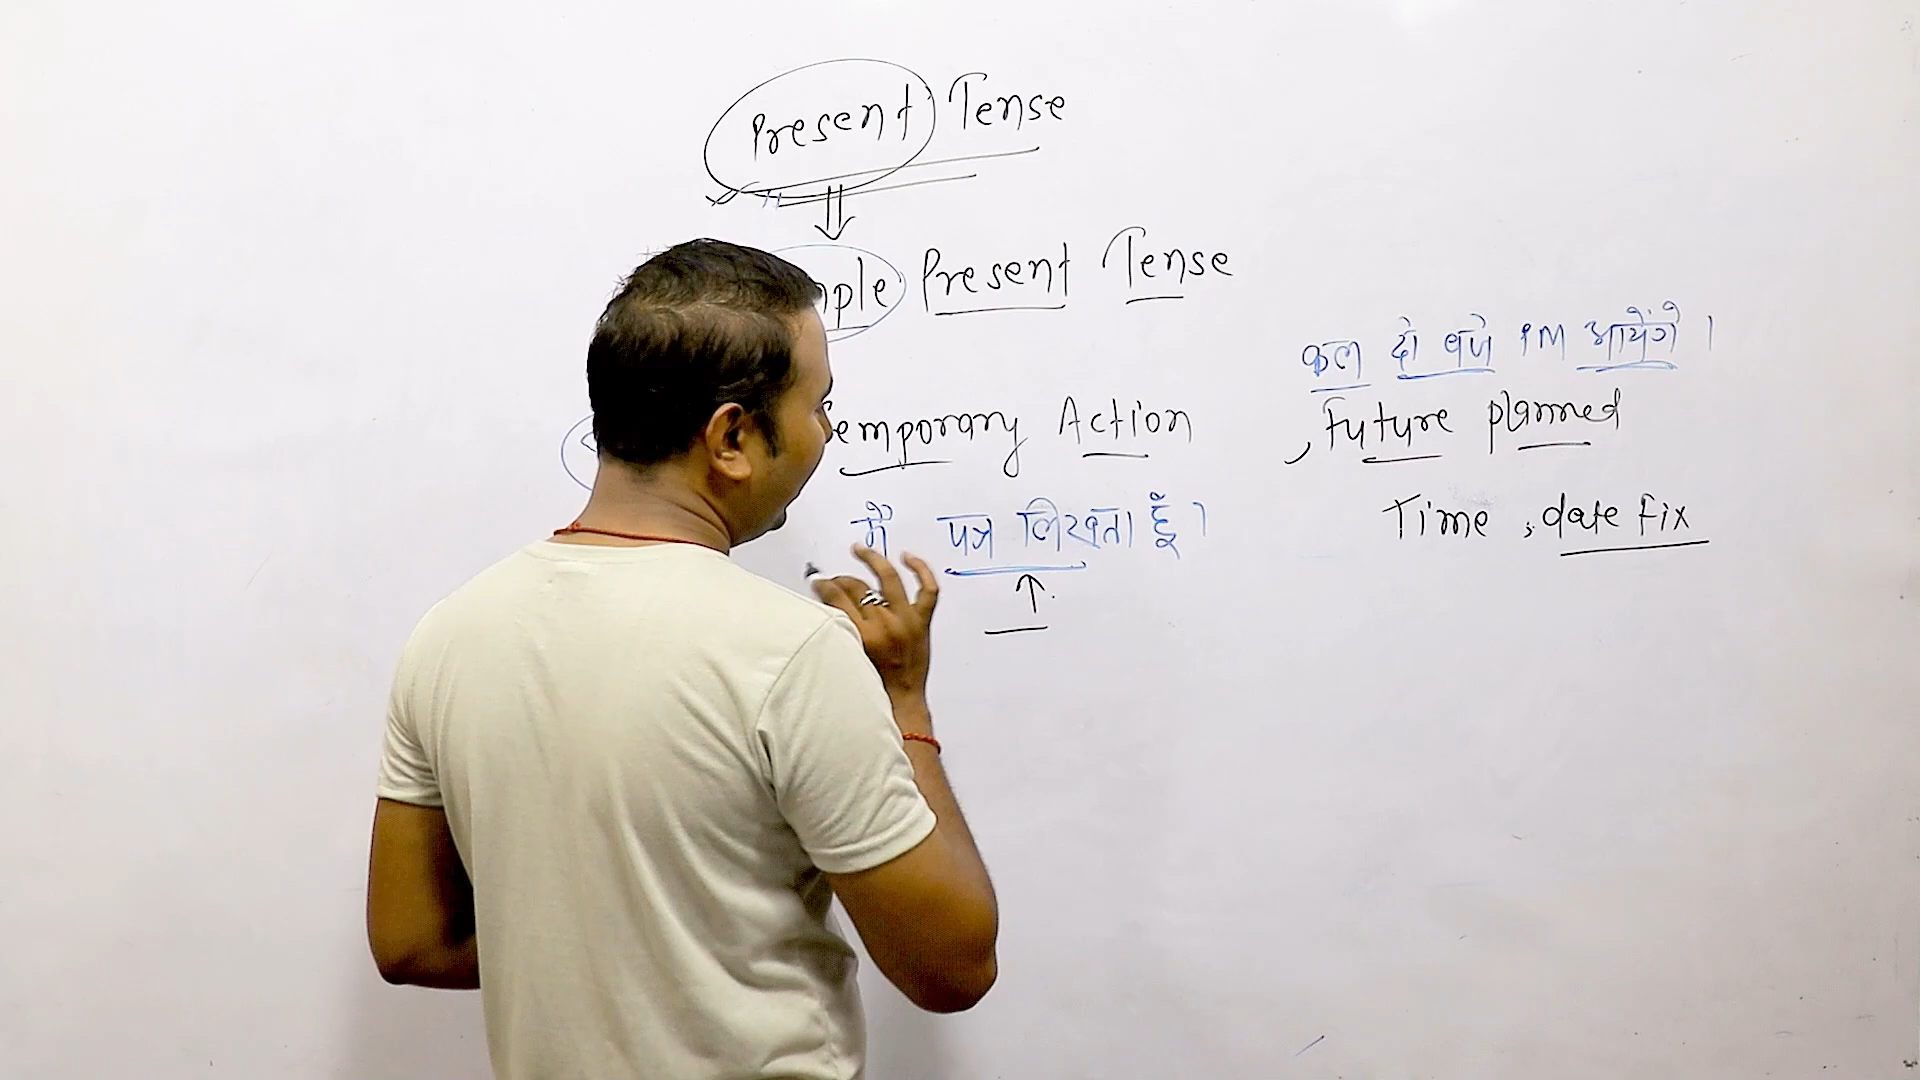 Present Tense
Present Tense
Action
मैं पत्र लिखता हूँ।
कल दो बजे PM आयेंगे।
Future planned
Time, date fix